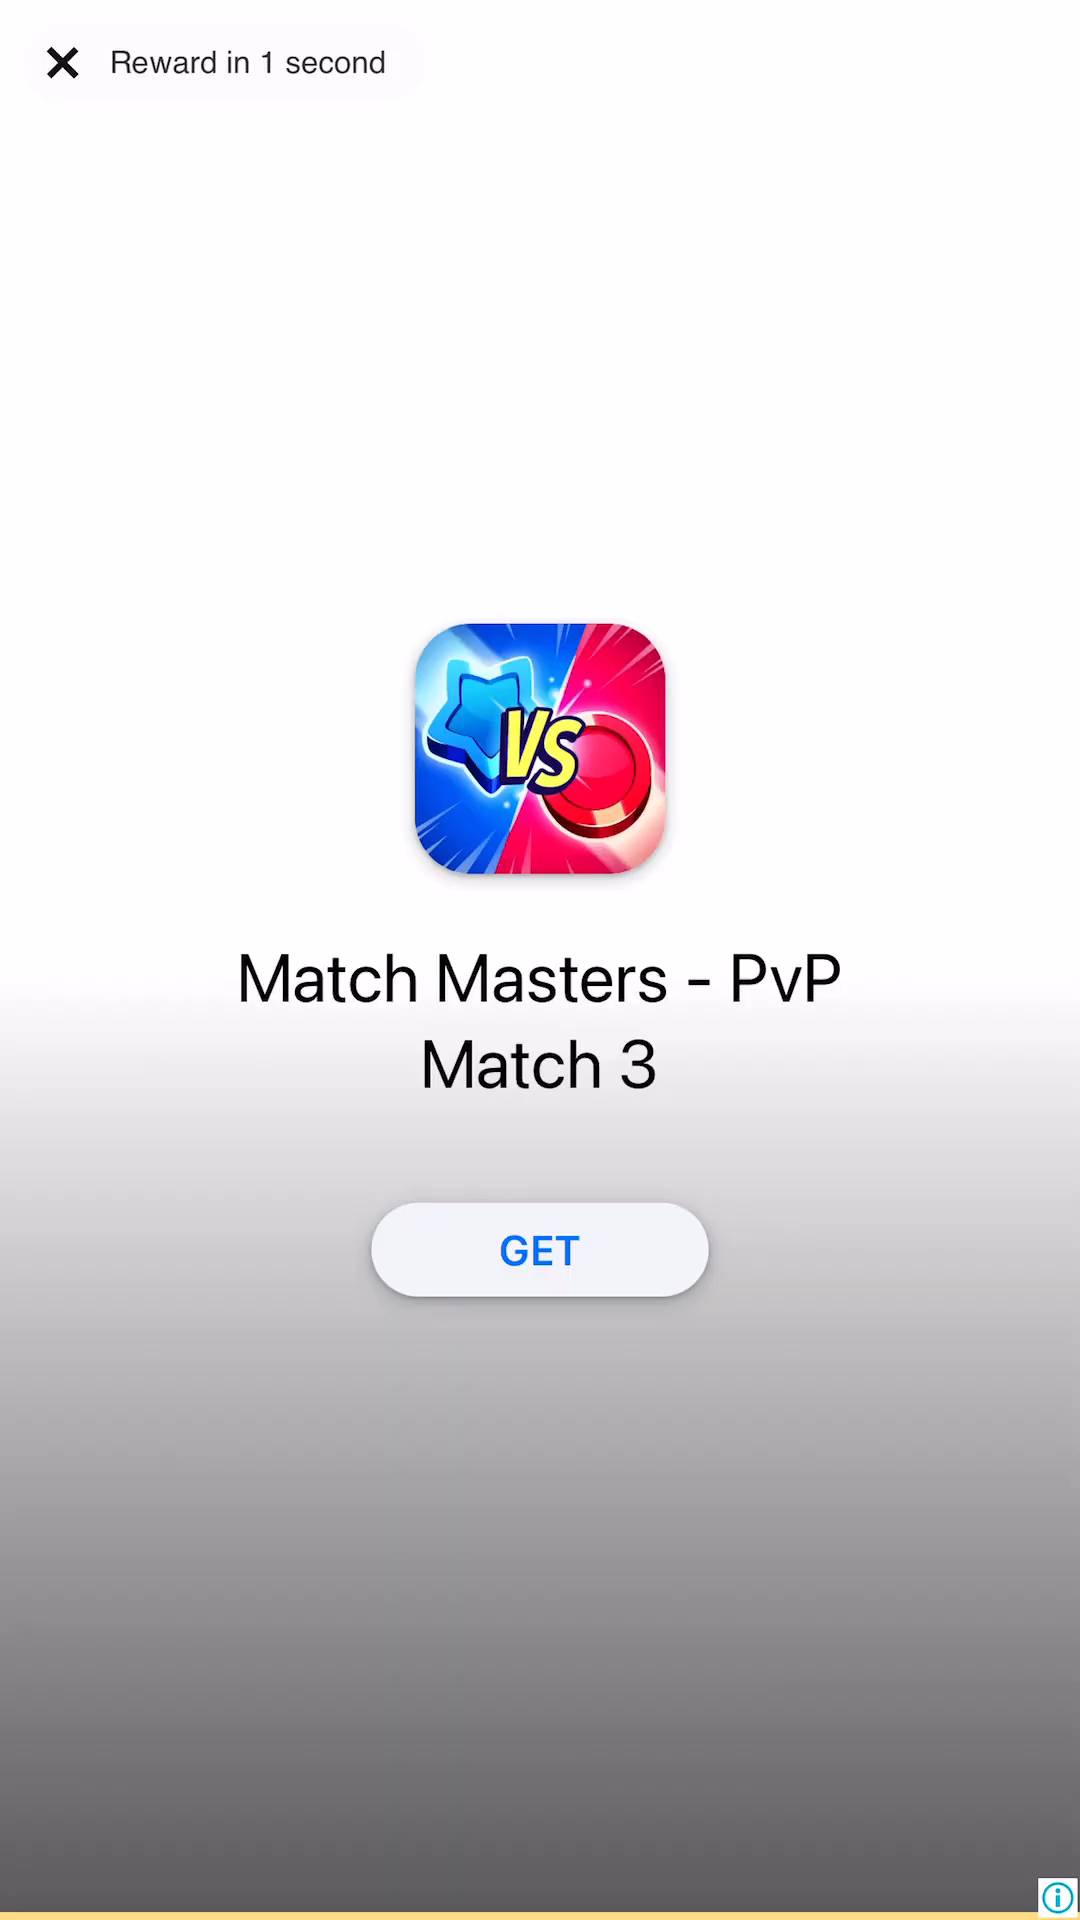 Reward in 1 second
VS
Match Masters - PvP
Match 3
GET